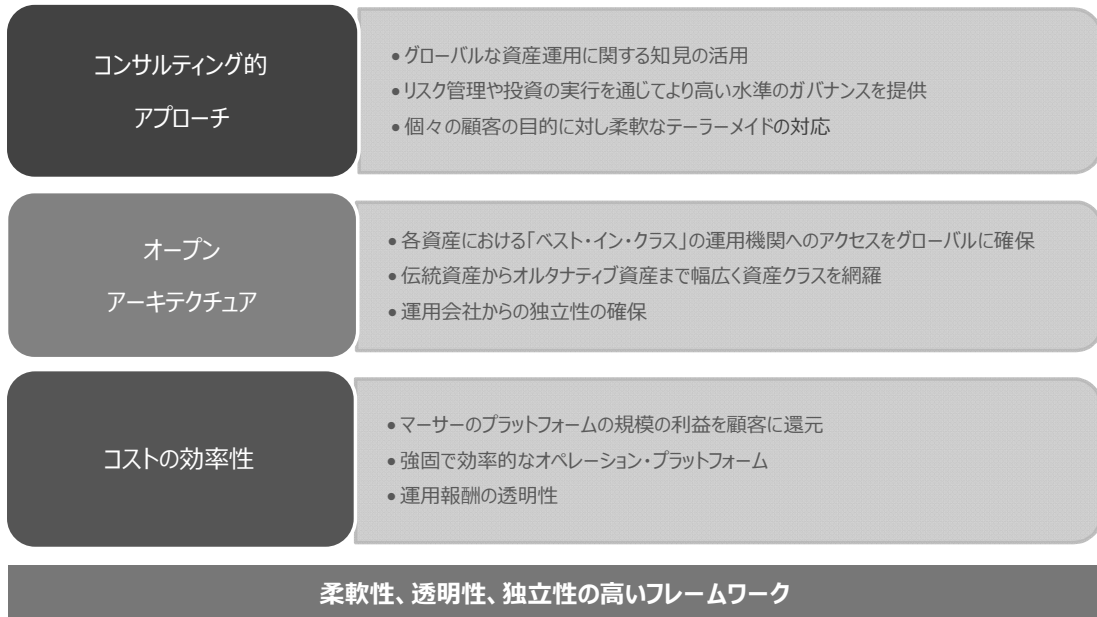 コンサルティング的
アプローチ
•グローバルな資産運用に関する知見の活用
•リスク管理や投資の実行を通じてより高い水準のガバナンスを提供
•個々の顧客の目的に対し柔軟なテーラーメイドの対応
オープン
アーキテクチュア
•各資産における「ベスト・イン・クラス」の運用機関へのアクセスをグローバルに確保
•伝統資産からオルタナティブ資産まで幅広く資産クラスを網羅
•運用会社からの独立性の確保
コストの効率性
•マーサーのプラットフォームの規模の利益を顧客に還元
•強固で効率的なオペレーション・プラットフォーム
•運用報酬の透明性
柔軟性、透明性、独立性の高いフレームワーク